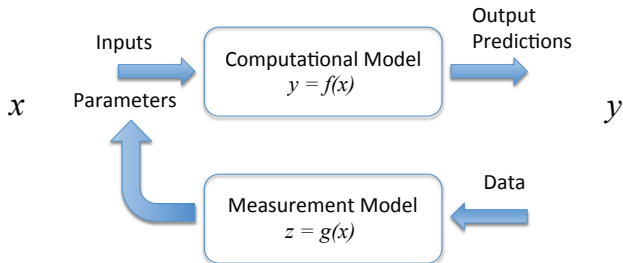 Inputs
Parameters
x
Computational Model
y = f(x)
Output
Predictions
y
Measurement Model
z = g(x)
Data